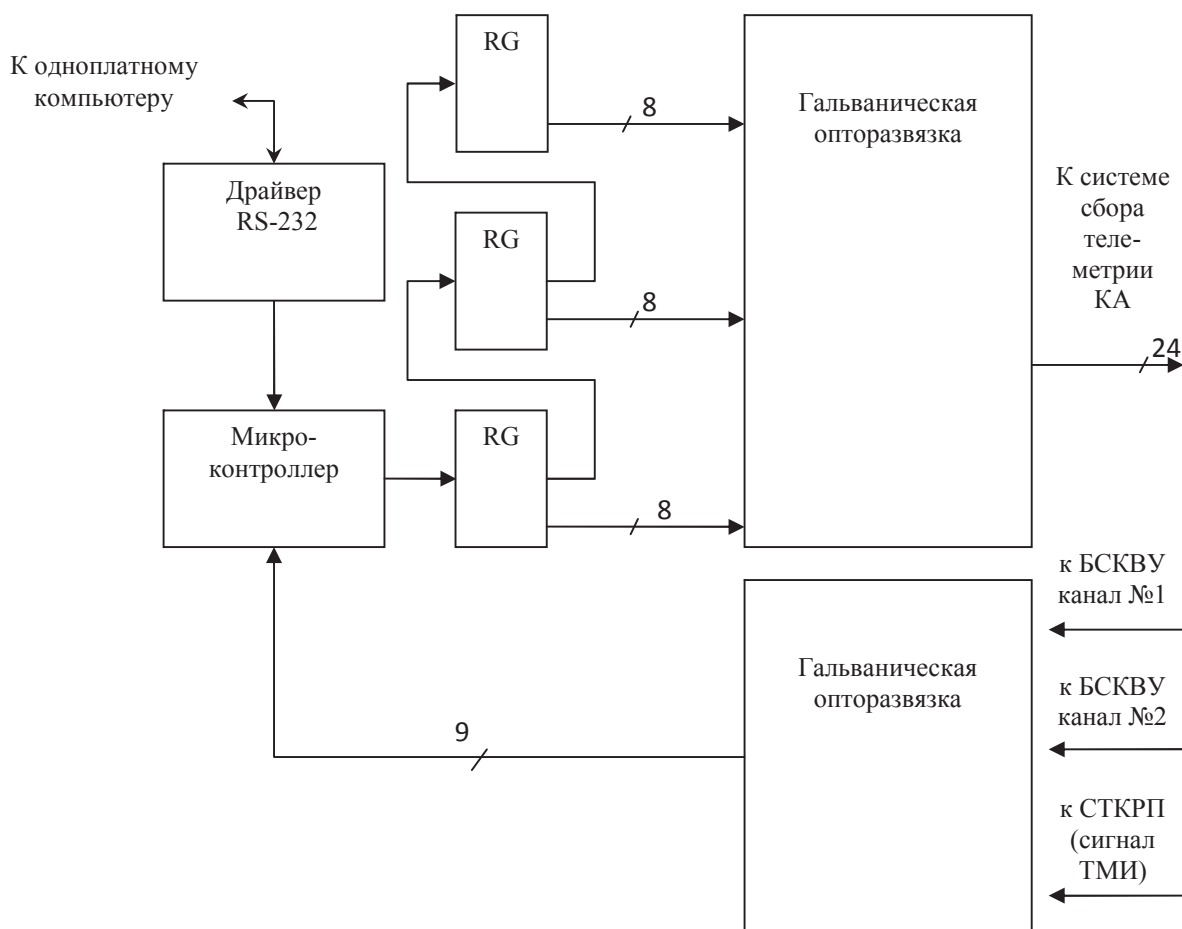 К одноплатному
компьютеру
Драйвер
RS-232
Микро-
контроллер
RG
8
RG
8
RG
8
Гальваническая
опторазвязка
К системе
сбора
теле-
метрии
КА
24
9
Гальваническая
опторазвязка
к БСКВУ
канал №1
к БСКВУ
канал №2
к СТКРП
(сигнал
ТМИ)